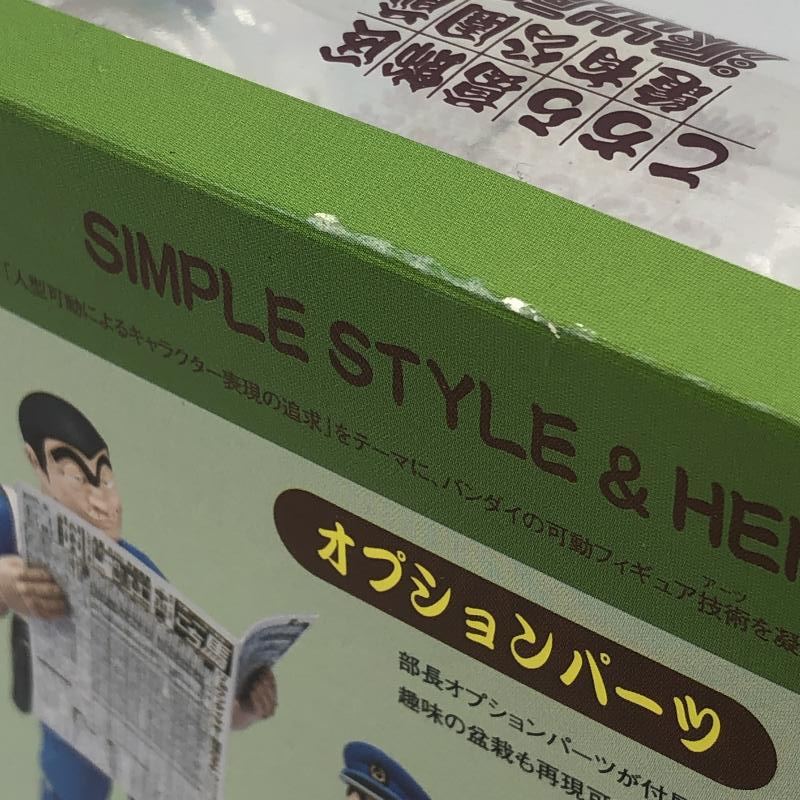 こちら葛飾区
亀有公園前
派出所
SIMPLE STYLE & HER
「人型可動によるキャラクター表現の追求」をテーマに、バンダイの可動フィギュア技術を凝
アーツ
オプションパーツ
部長オプションパーツが付属
趣味の盆栽も再現可